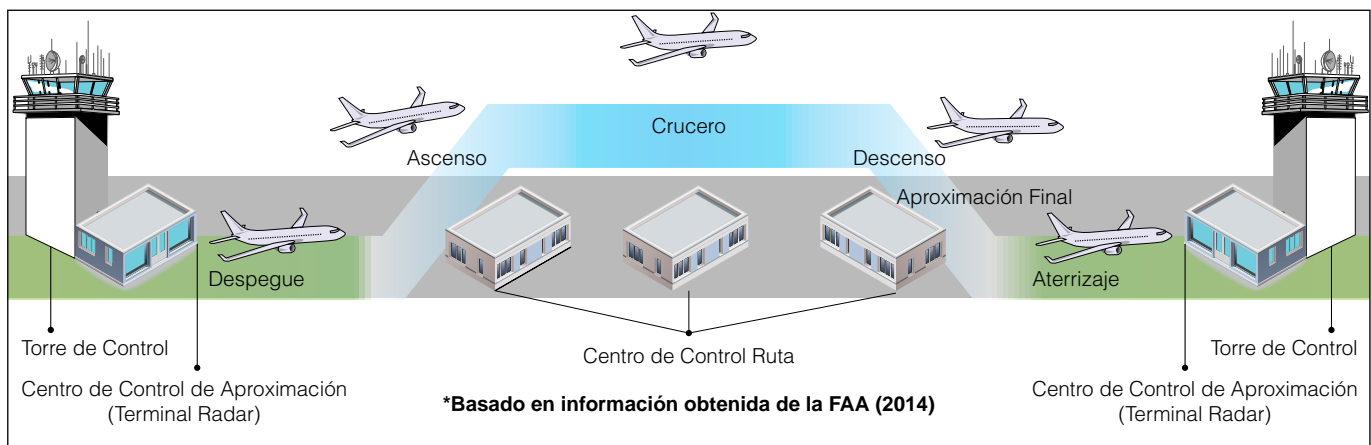 Crucero
Ascenso
Descenso
Aproximación Final
Despegue
Aterrizaje
Torre de Control
Centro de Control Ruta
Torre de Control
Centro de Control de Aproximación
(Terminal Radar)
*Basado en información obtenida de la FAA (2014)
Centro de Control de Aproximación
(Terminal Radar)